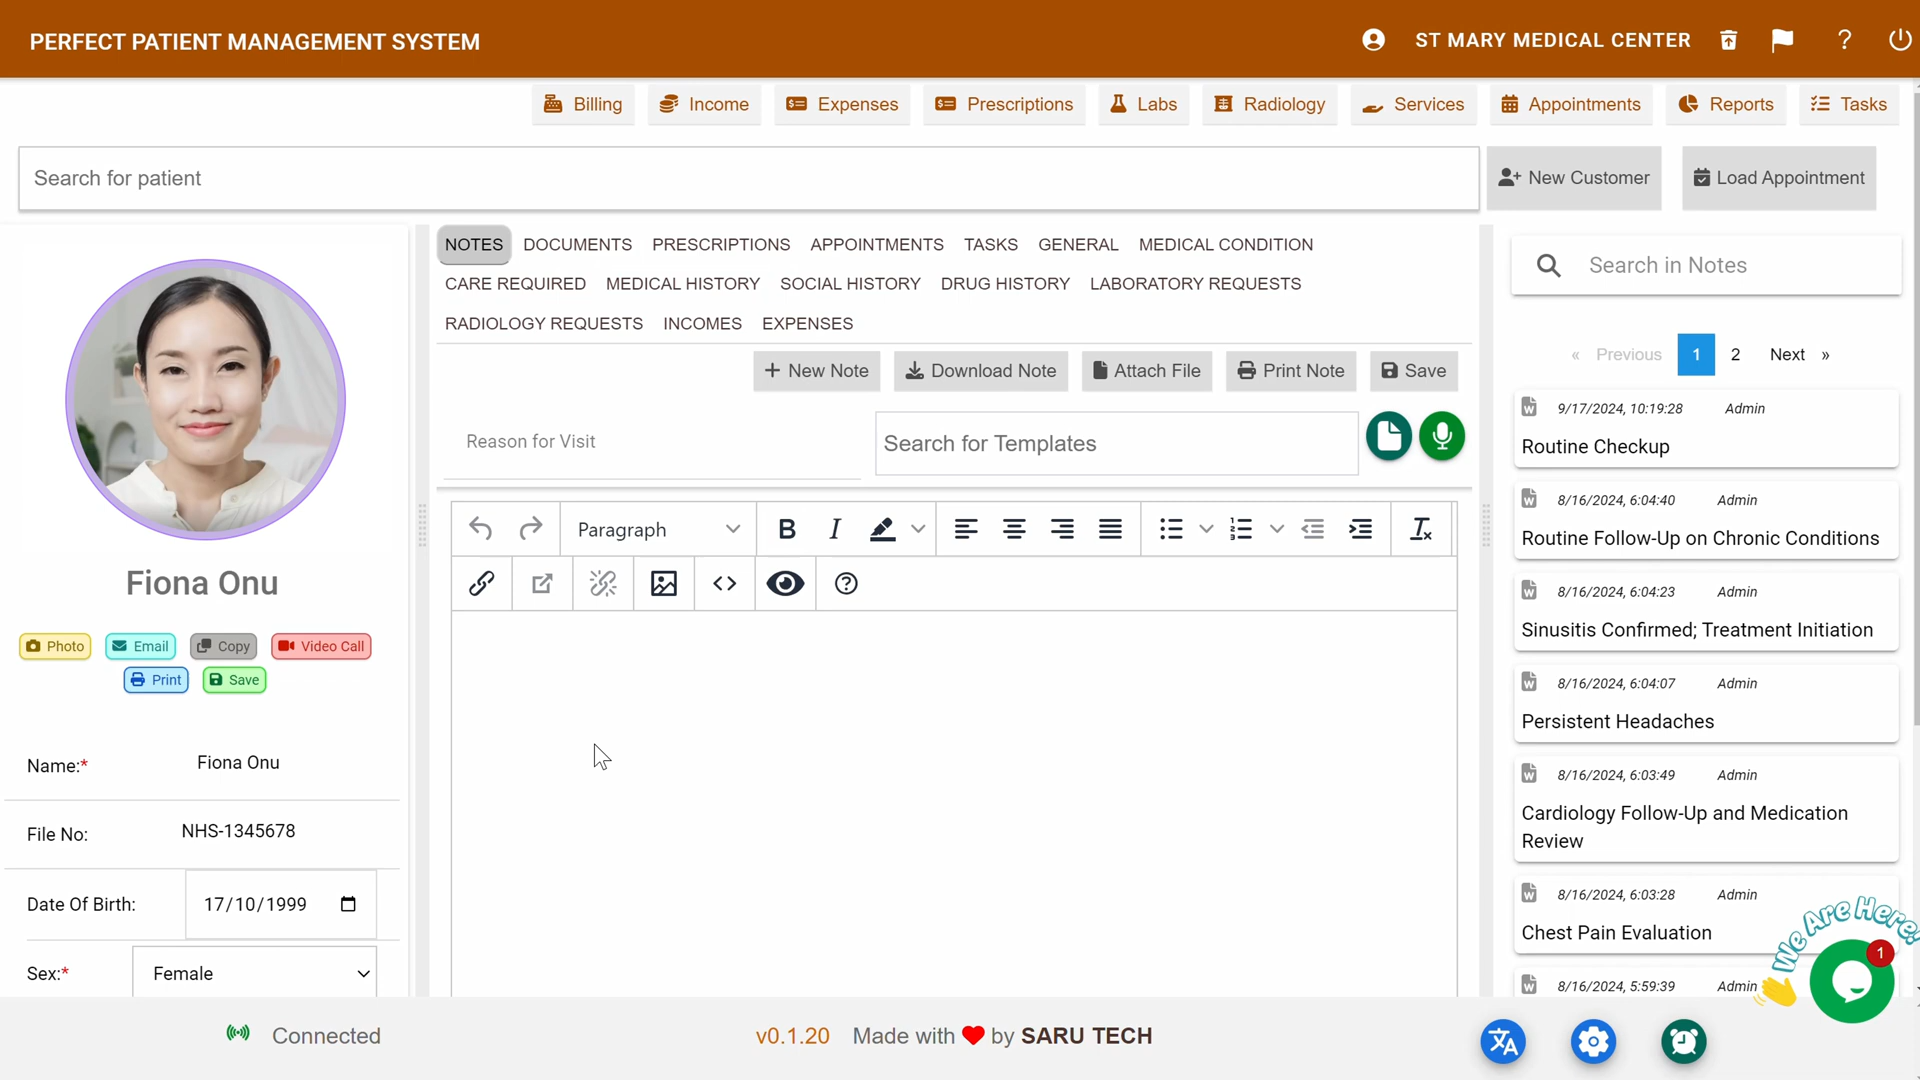 PERFECT PATIENT MANAGEMENT SYSTEM
ST MARY MEDICAL CENTER
Billing
Income
Expenses
Prescriptions
Labs
Radiology
Services
Appointments
Reports
Tasks
Search for patient
New Customer
Load Appointment
Fiona Onu
Photo
Email
Copy
Video Call
Print
Save
Name:*
Fiona Onu
File No:
NHS-1345678
Date Of Birth:
17/10/1999
Sex:*
Female
NOTES DOCUMENTS PRESCRIPTIONS APPOINTMENTS TASKS GENERAL MEDICAL CONDITION
CARE REQUIRED MEDICAL HISTORY SOCIAL HISTORY DRUG HISTORY LABORATORY REQUESTS
RADIOLOGY REQUESTS INCOMES EXPENSES
New Note
Download Note
Attach File
Print Note
Save
Reason for Visit
Search for Templates
Paragraph
Search in Notes
« Previous 1 2 Next »
9/17/2024, 10:19:28 Admin
Routine Checkup
8/16/2024, 6:04:40 Admin
Routine Follow-Up on Chronic Conditions
8/16/2024, 6:04:23 Admin
Sinusitis Confirmed; Treatment Initiation
8/16/2024, 6:04:07 Admin
Persistent Headaches
8/16/2024, 6:03:49 Admin
Cardiology Follow-Up and Medication
Review
8/16/2024, 6:03:28 Admin
Chest Pain Evaluation
8/16/2024, 5:59:39 Admin
We Are Here!
1
Connected
v0.1.20 Made with ❤ by SARU TECH